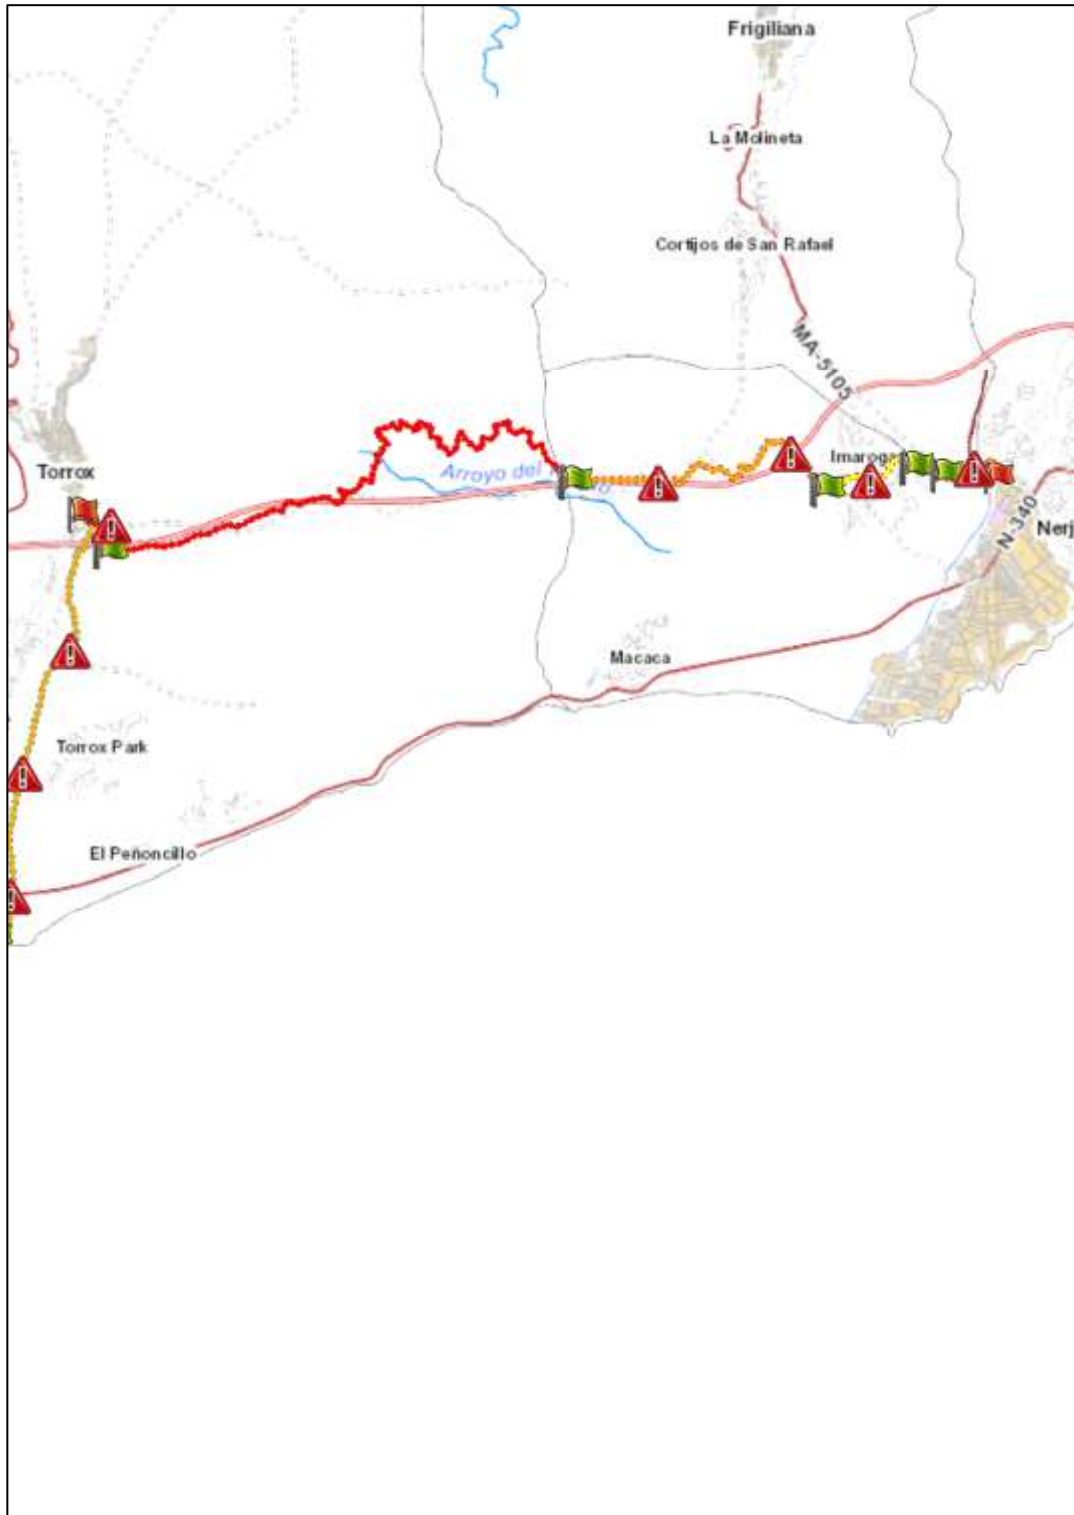 Frigiliana
La Molineta
Cortijos de San Rafael
MA-5105
Imaroga
Torrox
Arroyo del
N-340
Nerj
Macaca
Torrox Park
El Peñoncillo